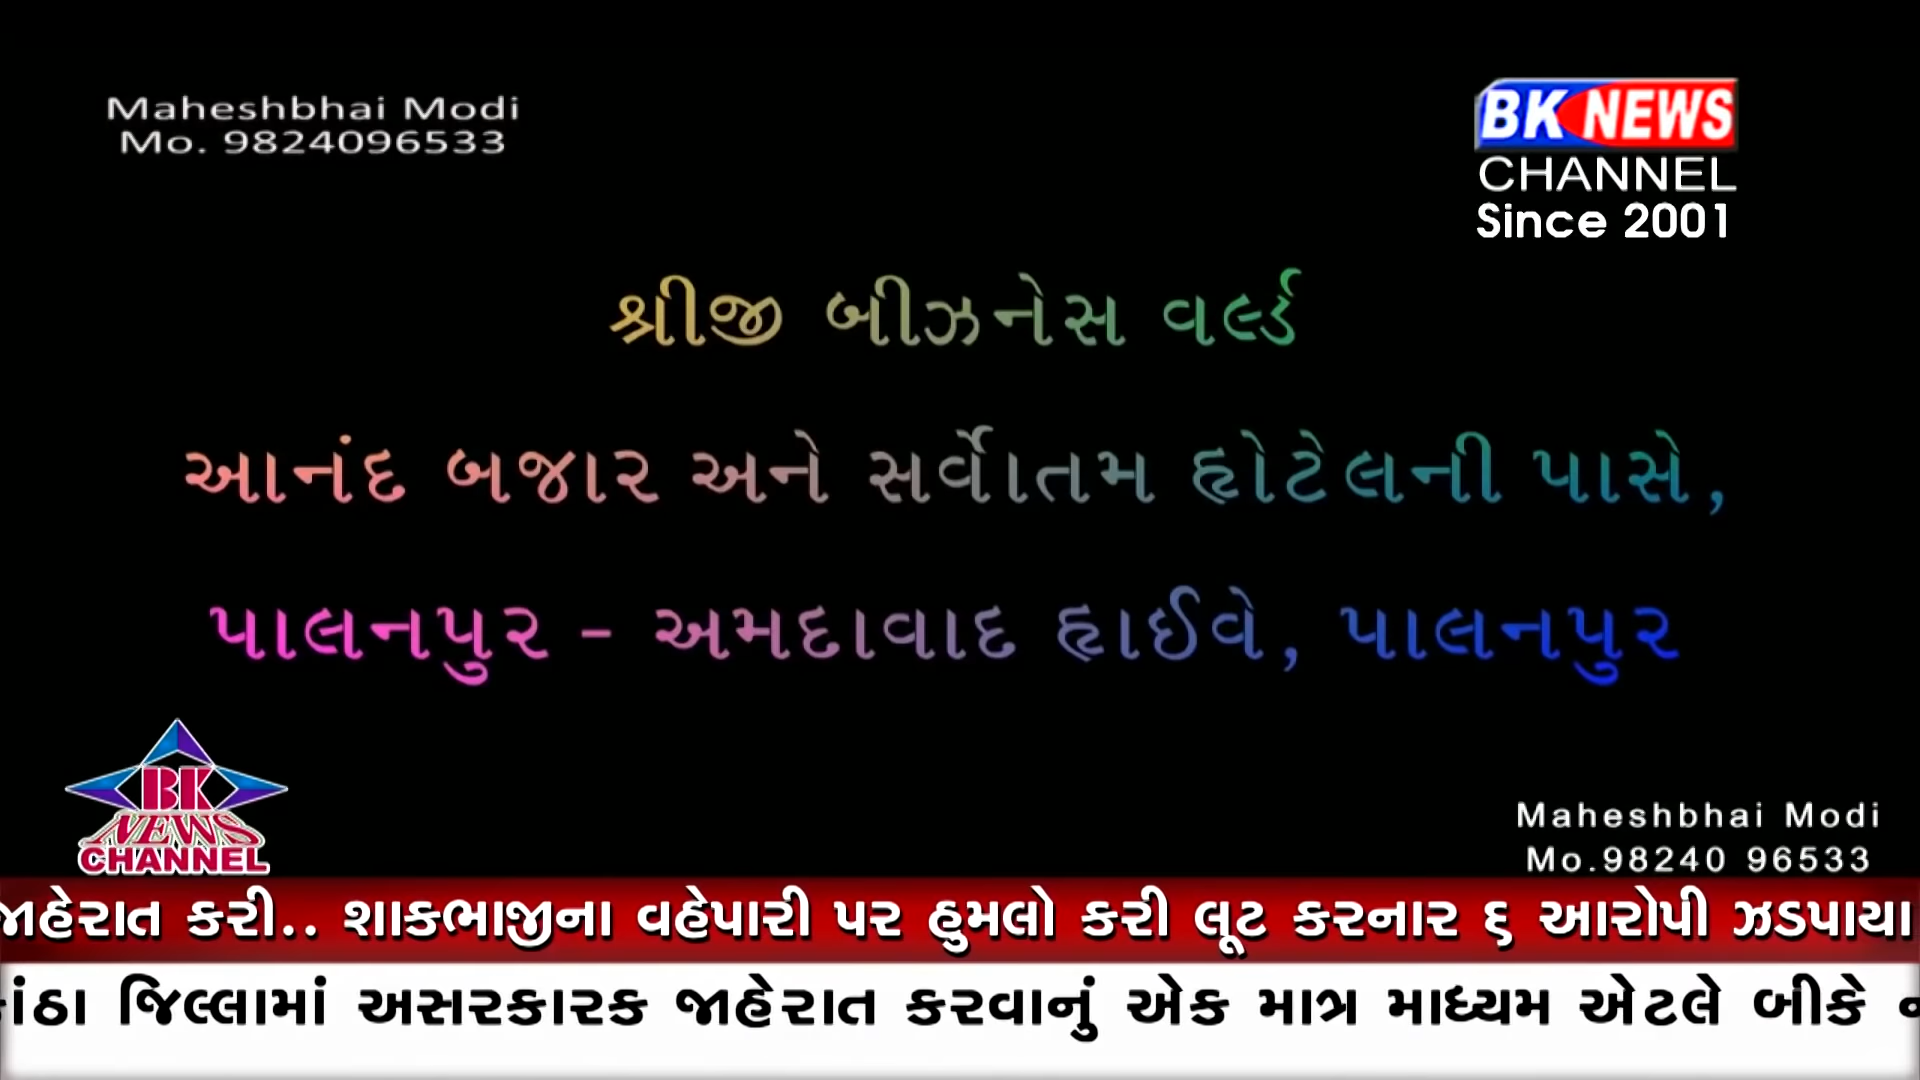 Maheshbhai Modi
Mo. 9824096533
BK NEWS
CHANNEL
Since 2001
શ્રીજી બીઝનેસ વર્લ્ડ
આનંદ બજાર અને સર્વોતમ હોટેલની પાસે,
પાલનપુર - અમદાવાદ હાઈવે, પાલનપુર
BK
NEWS
CHANNEL
Maheshbhai Modi
Mo.98240 96533
જાહેરાત કરી.. શાકભાજીના વહેપારી પર હુમલો કરી લૂટ કરનાર ૬ આરોપી ઝડપાયા
જિલ્લામાં અસરકારક જાહેરાત કરવાનું એક માત્ર માધ્યમ એટલે બીકે